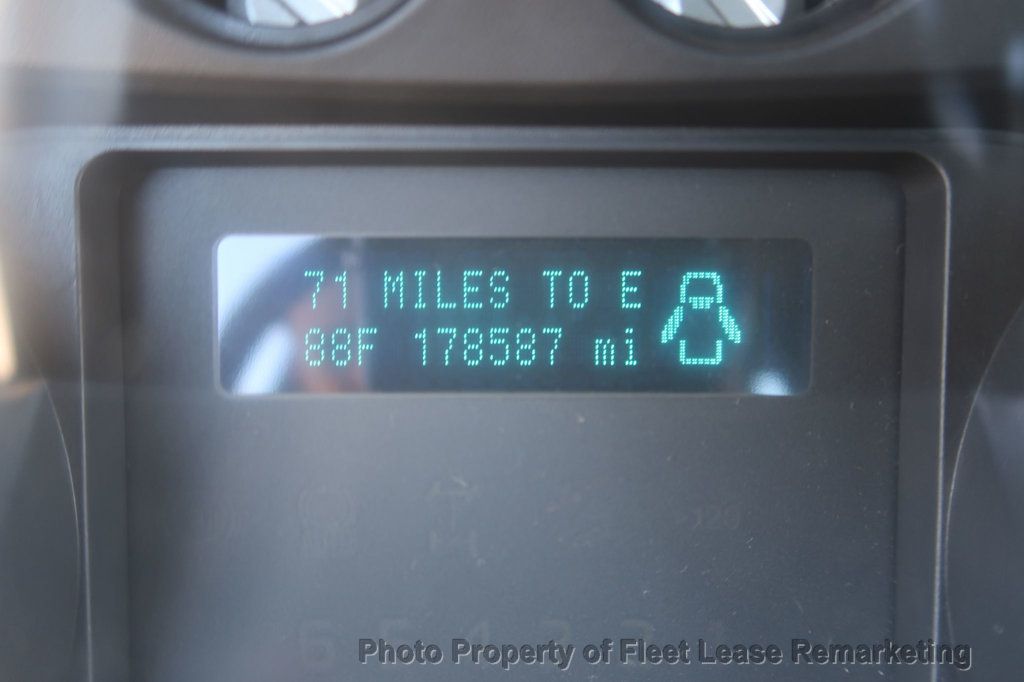 71 MILES TO E
88F 178587 mi
Photo Property of Fleet Lease Remarketing